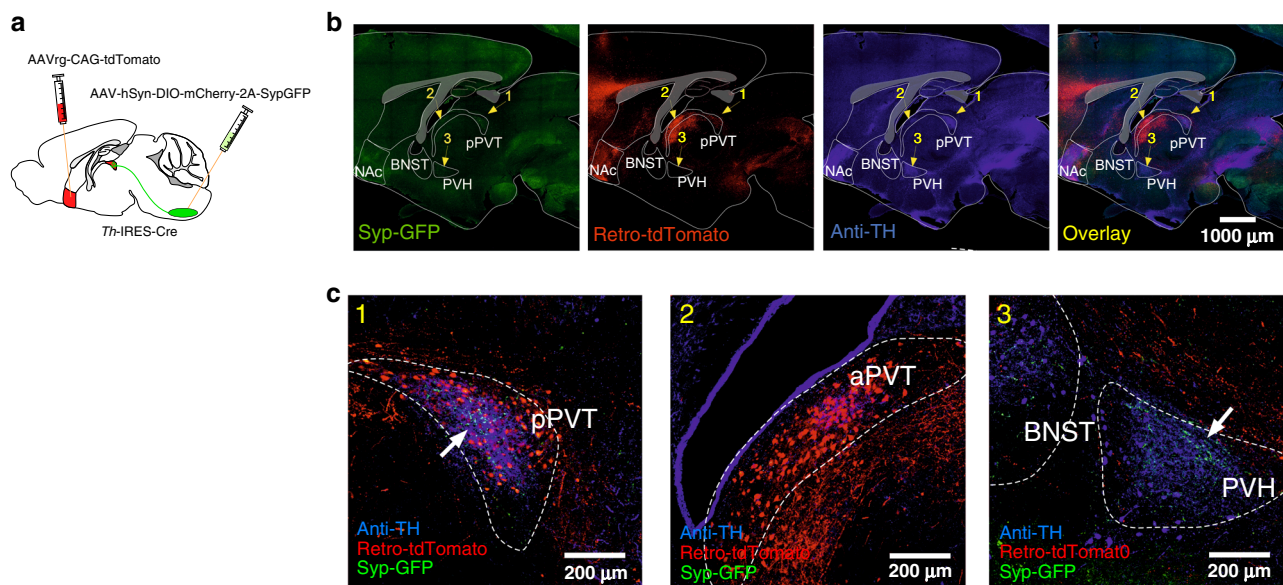 a
AAVrg-CAG-tdTomato
AAV-hSyn-DIO-mCherry-2A-SypGFP
Th-IRES-Cre
b
2
1
3
pPVT
BNST
NAc
PVH
Syp-GFP
2
1
3
pPVT
BNST
NAc
PVH
Retro-tdTomato
2
1
3
pPVT
BNST
NAc
PVH
Anti-TH
2
1
3
pPVT
BNST
NAc
PVH
Overlay
1000 µm
c
1
pPVT
Anti-TH
Retro-tdTomato
Syp-GFP
200 µm
2
aPVT
Anti-TH
Retro-tdTomato
Syp-GFP
200 µm
3
BNST
PVH
Anti-TH
Retro-tdTomat0
Syp-GFP
200 µm